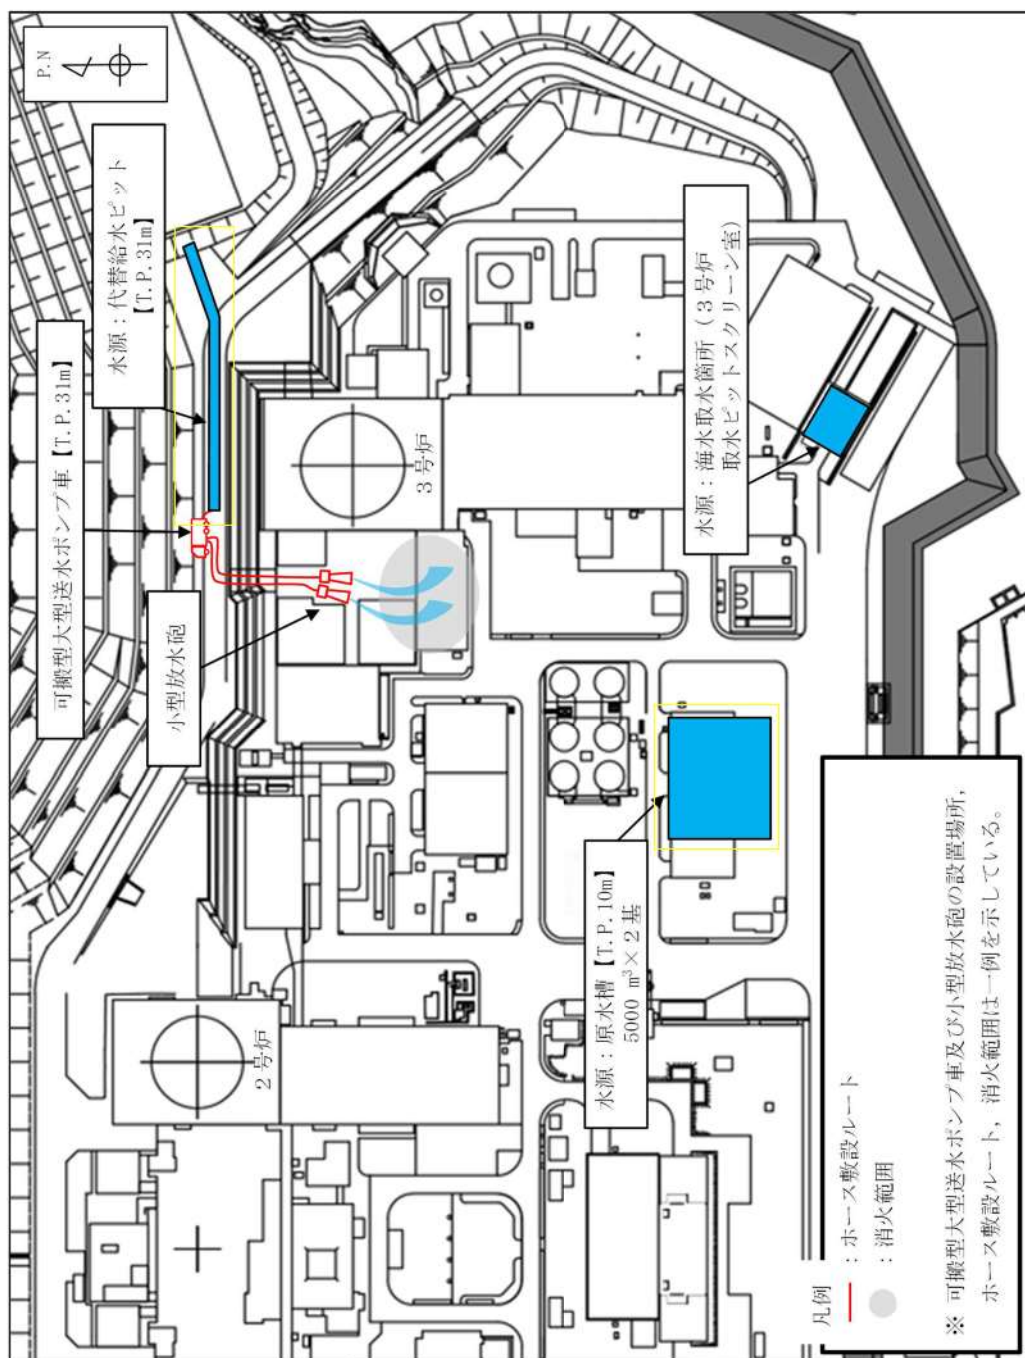 P.N
可搬型大型送水ポンプ車【T.P.31m】
水源：代替給水ピット
【T.P.31m】
小型放水砲
3号炉
2号炉
水源：海水取水箇所（3号炉
取水ピットスクリーン室）
水源：原水槽【T.P.10m】
5000 m³×2基
凡例
：ホース敷設ルート
：消火範囲
※ 可搬型大型送水ポンプ車及び小型放水砲の設置場所，
ホース敷設ルート，消火範囲は一例を示している。